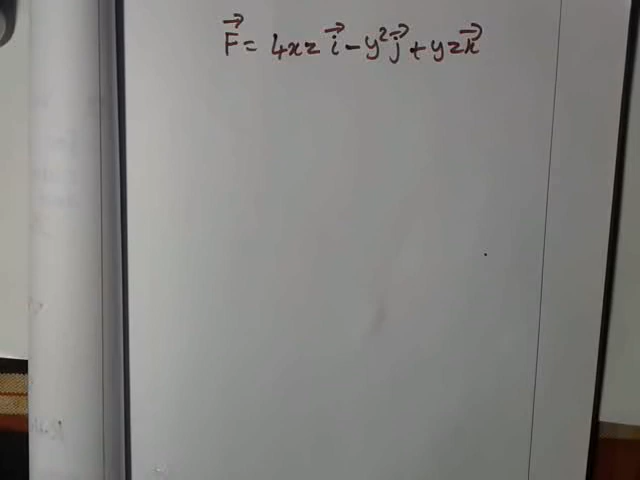 F⃗ = 4xz i⃗ - y² j⃗ + yz k⃗